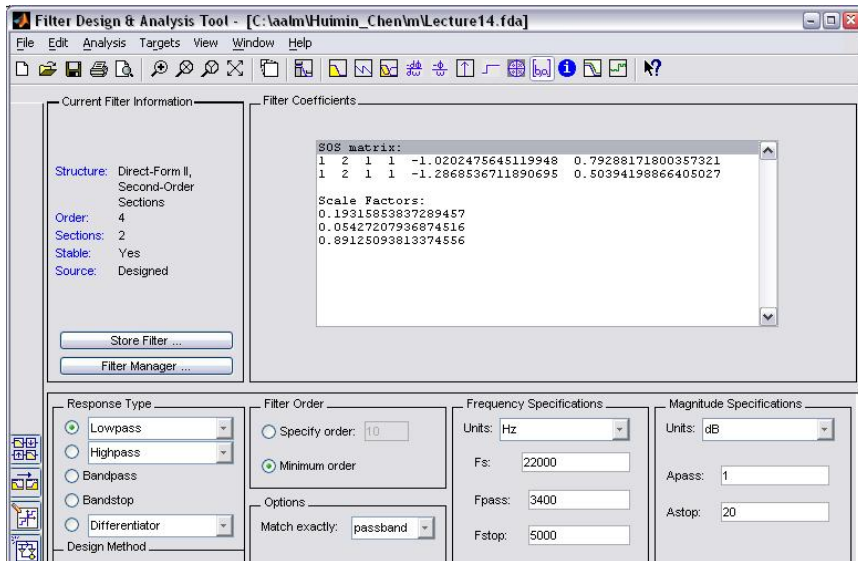 Filter Design & Analysis Tool - [C:\aalm\Huimin_Chen\m\Lecture14.fda]
File Edit Analysis Targets View Window Help
Current Filter Information
Structure: Direct-Form II,
Second-Order
Sections
Order: 4
Sections: 2
Stable: Yes
Source: Designed
Store Filter ...
Filter Manager ...
Filter Coefficients
SOS matrix:
1 2 1 1 -1.0202475645119948 0.79288171800357321
1 2 1 1 -1.2868536711890695 0.50394198866405027
Scale Factors:
0.19315853837289457
0.05427207936874516
0.89125093813374556
Response Type
Lowpass
Highpass
Bandpass
Bandstop
Differentiator
Design Method
Filter Order
Specify order: 10
Minimum order
Options
Match exactly: passband
Frequency Specifications
Units: Hz
Fs: 22000
Fpass: 3400
Fstop: 5000
Magnitude Specifications
Units: dB
Apass: 1
Astop: 20